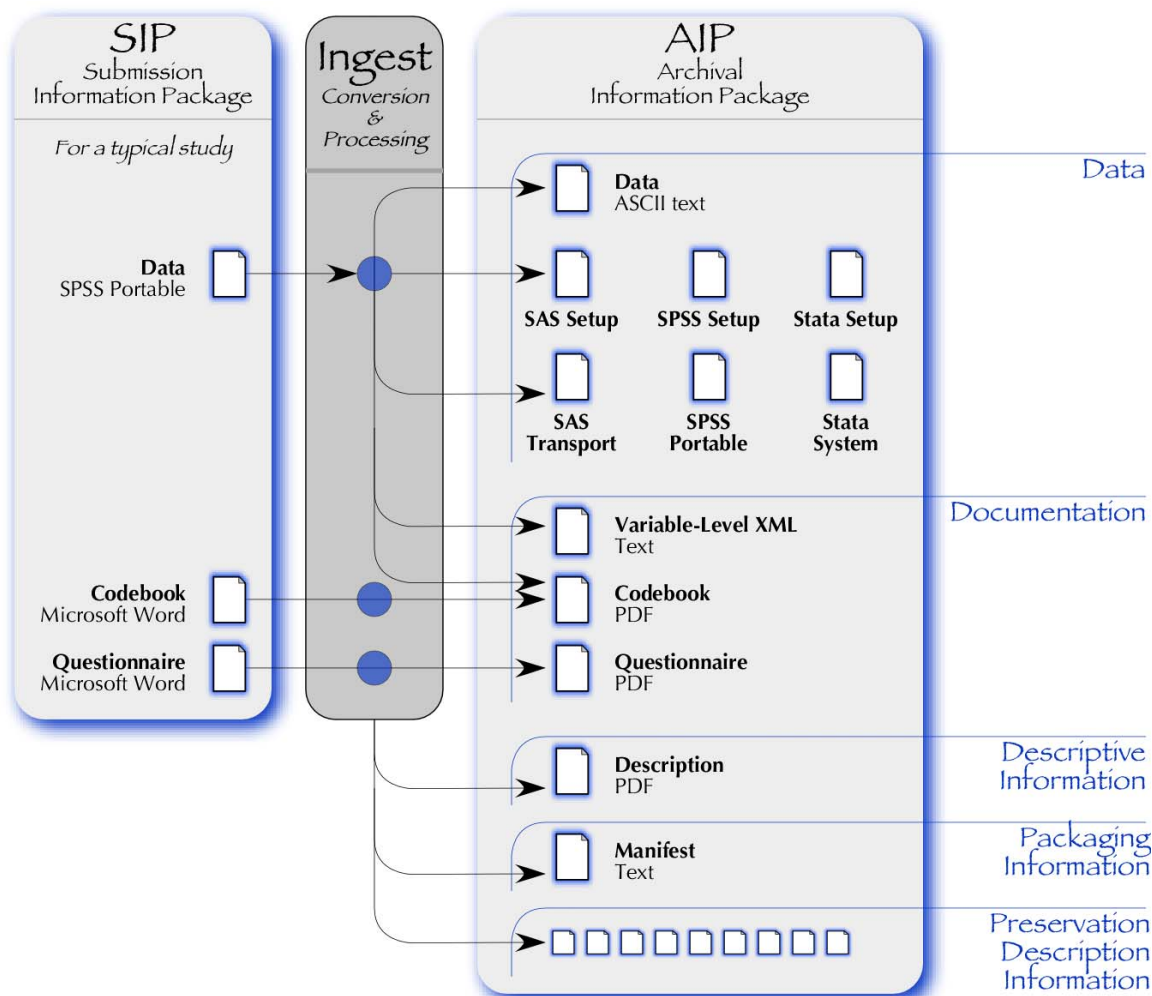 SIP
Submission
Information Package
For a typical study
Data
SPSS Portable
Codebook
Microsoft Word
Questionnaire
Microsoft Word
Ingest
Conversion
&
Processing
AIP
Archival
Information Package
Data
Data
ASCII text
SAS Setup
SPSS Setup
Stata Setup
SAS
Transport
SPSS
Portable
Stata
System
Documentation
Variable-Level XML
Text
Codebook
PDF
Questionnaire
PDF
Descriptive
Information
Description
PDF
Packaging
Information
Manifest
Text
Preservation
Description
Information